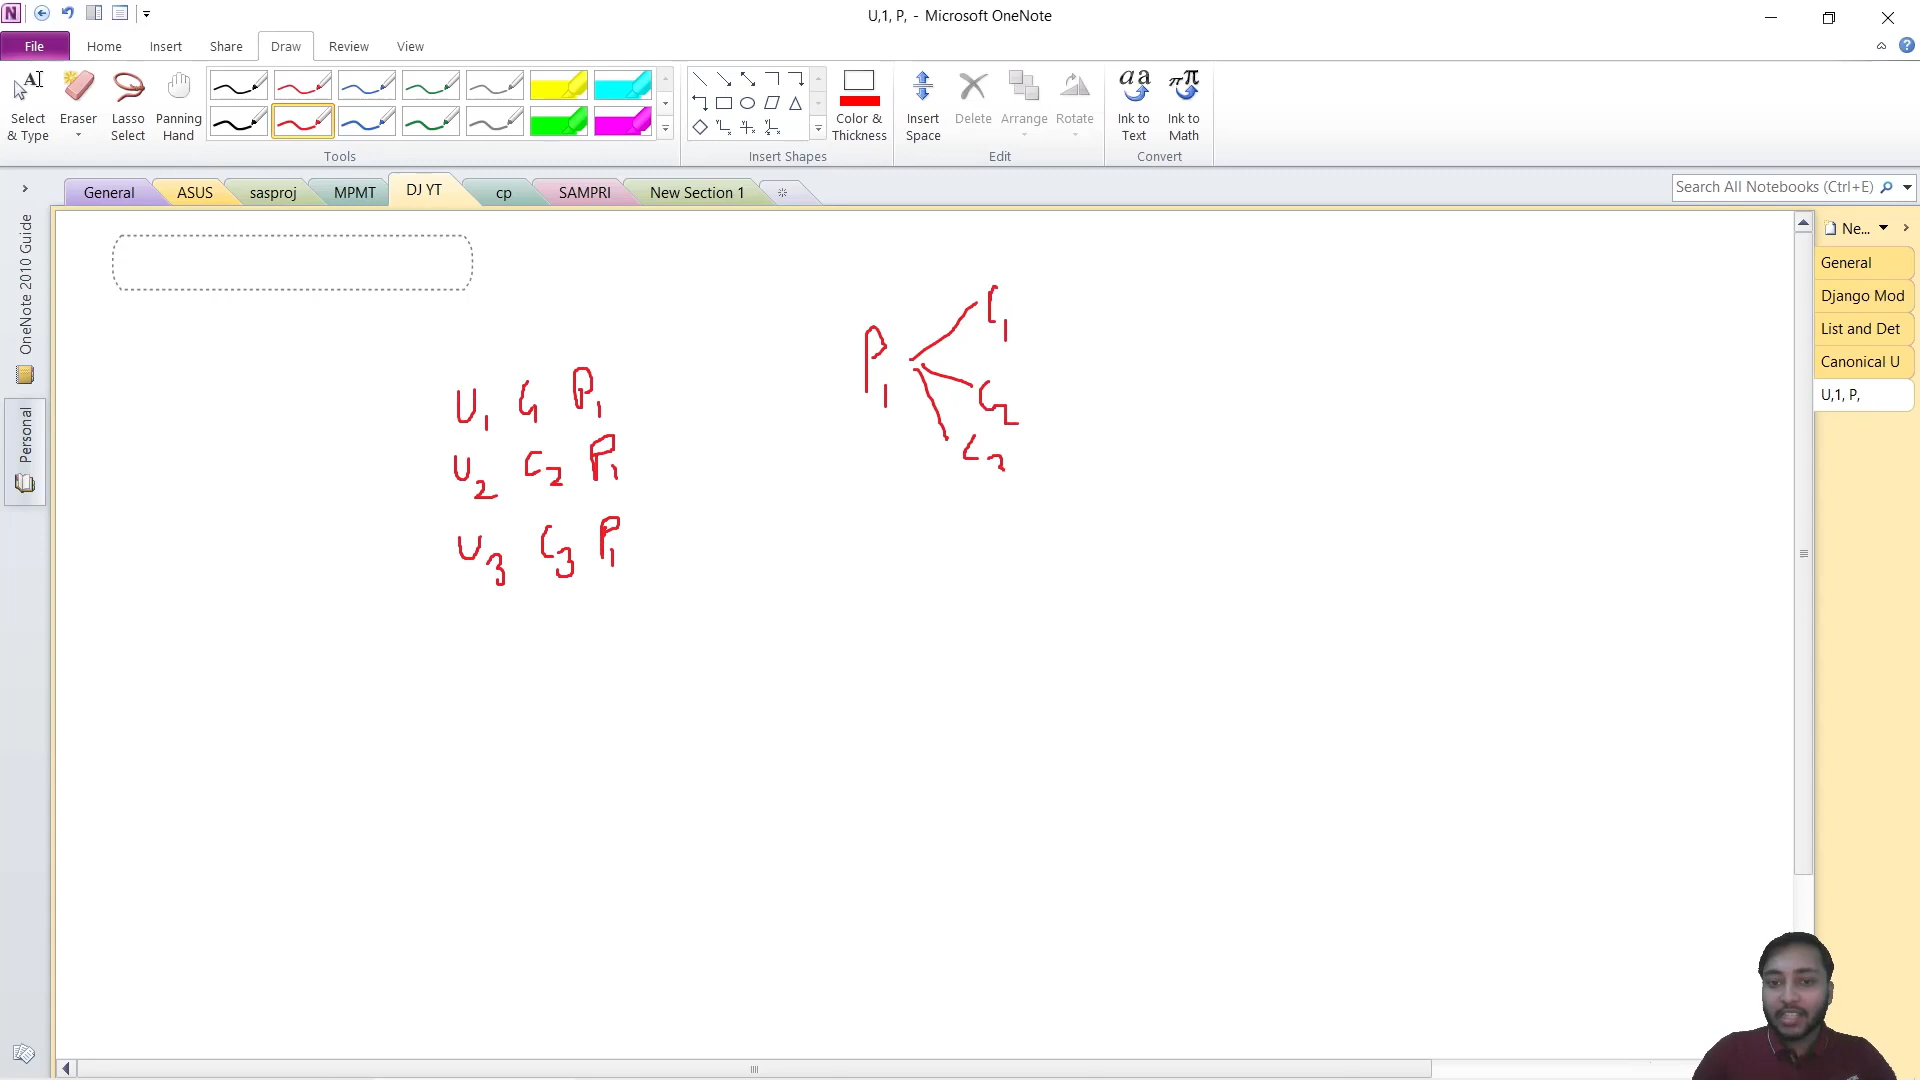 U,1, P, - Microsoft OneNote
File Home Insert Share Draw Review View
Select & Type
Eraser
Lasso Select
Panning Hand
Color & Thickness
Insert Space
Delete
Arrange
Rotate
Ink to Text
Ink to Math
Tools
Insert Shapes
Edit
Convert
General ASUS sasproj MPMT DJ YT cp SAMPRI New Section 1
Search All Notebooks (Ctrl+E)
OneNote 2010 Guide
Personal
Ne...
General
Django Mod
List and Det
Canonical U
U,1, P,
U1 C1 P1
U2 C2 P1
U3 C3 P1
P1
C1
C2
C3